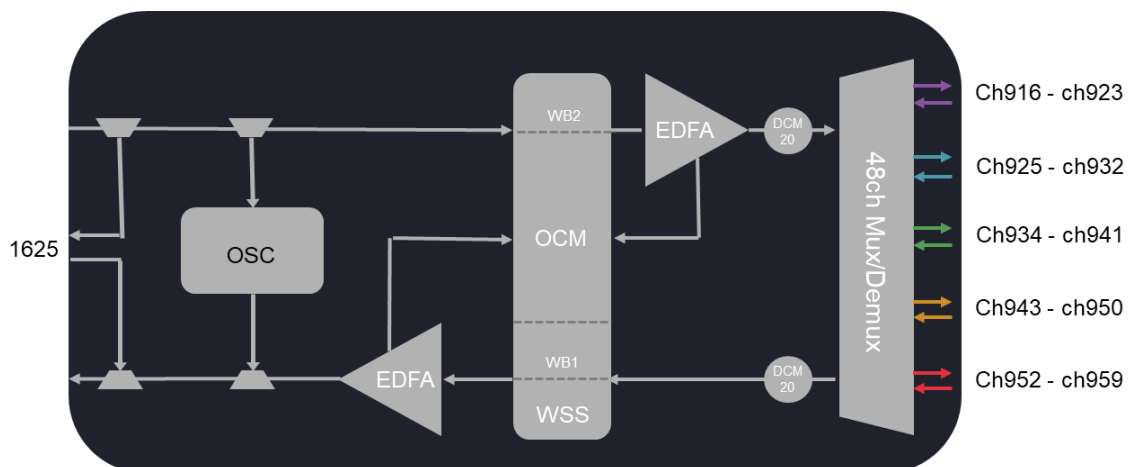 WB2
EDFA
DCM
20
Ch916 - ch923
Ch925 - ch932
48ch Mux/Demux
1625
OSC
OCM
Ch934 - ch941
Ch943 - ch950
EDFA
WB1
WSS
DCM
20
Ch952 - ch959